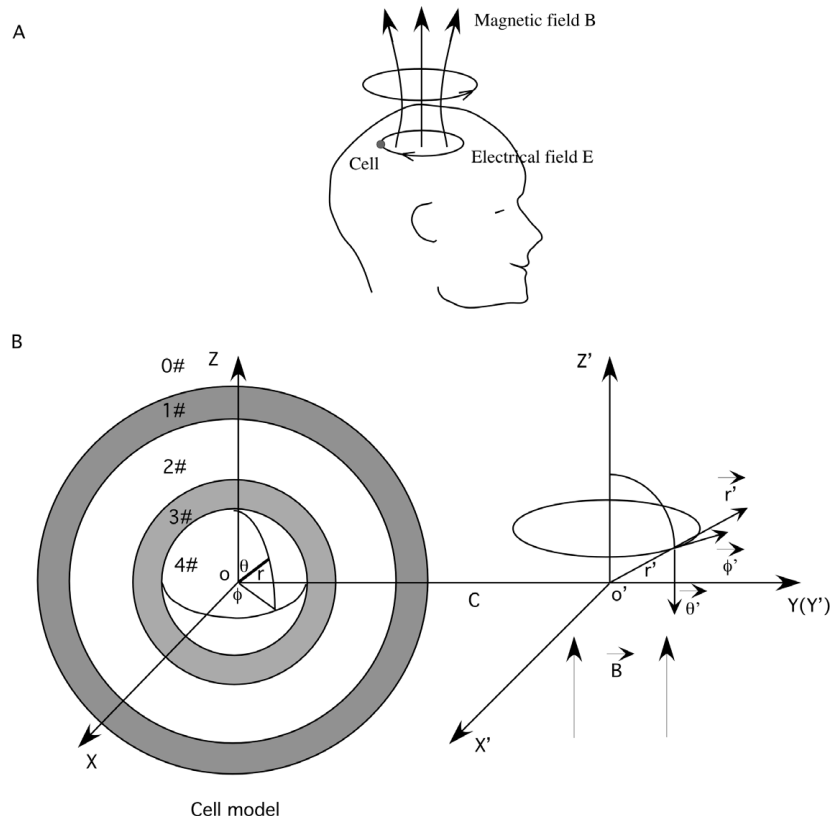 A
Magnetic field B
Cell
Electrical field E
B
0#
Z
1#
2#
3#
4#
o
θ
r
ϕ
X
Cell model
C
Z'
r'
r'
ϕ'
θ'
o'
Y(Y')
B
X'